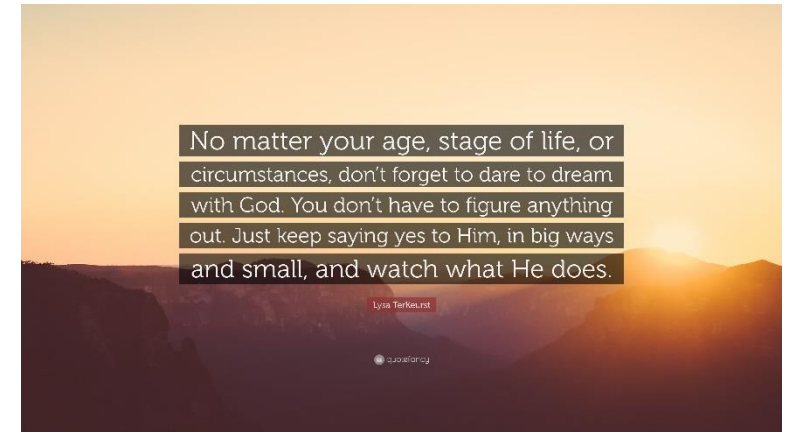 No matter your age, stage of life, or
circumstances, don't forget to dare to dream
with God. You don't have to figure anything
out. Just keep saying yes to Him, in big ways
and small, and watch what He does.
Lysa TerKeurst
quotefancy